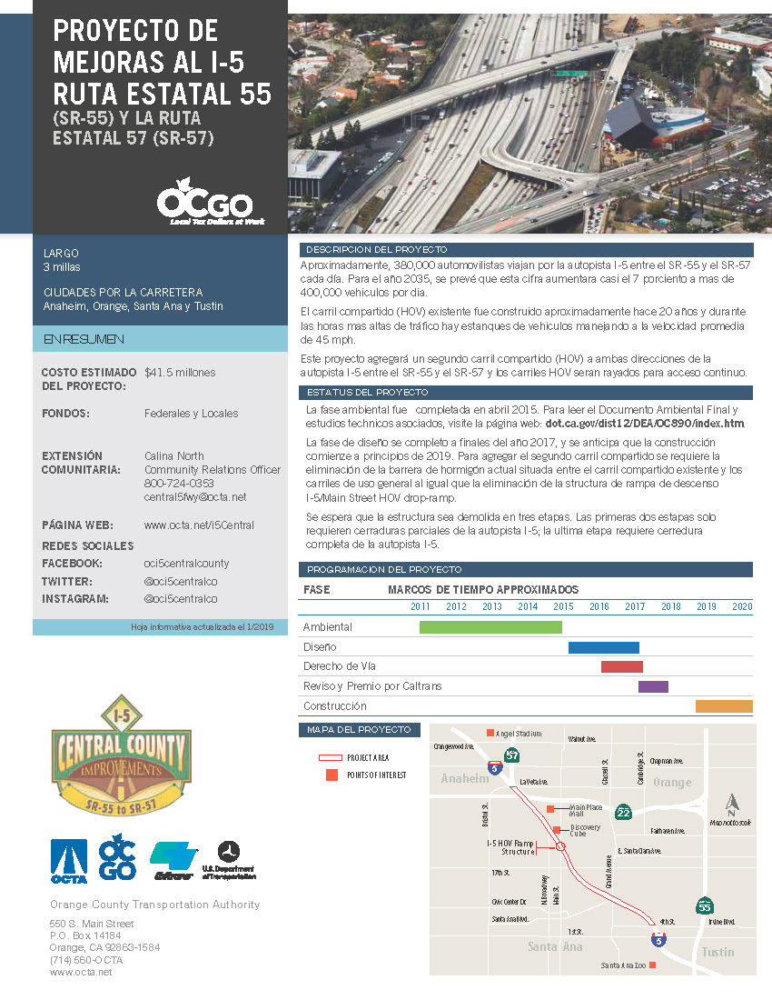 PROYECTO DE
MEJORAS AL I-5
RUTA ESTATAL 55
(SR-55) Y LA RUTA
ESTATAL 57 (SR-57)
OCGO
Local Tax Dollars at Work
LARGO
3 millas
CIUDADES POR LA CARRETERA
Anaheim, Orange, Santa Ana y Tustin
EN RESUMEN
COSTO ESTIMADO DEL PROYECTO: $41.5 millones
FONDOS: Federales y Locales
EXTENSIÓN COMUNITARIA: Calina North
Community Relations Officer
800-724-0353
central5fwy@octa.net
PÁGINA WEB: www.octa.net/i5Central
REDES SOCIALES
FACEBOOK: oci5centralcounty
TWITTER: @oci5centralco
INSTAGRAM: @oci5centralco
Hoja informativa actualizada el 1/2019
DESCRIPCION DEL PROYECTO
Aproximadamente, 380,000 automovilistas viajan por la autopista I-5 entre el SR-55 y el SR-57
cada día. Para el año 2035, se prevé que esta cifra aumentara casi el 7 porciento a mas de
400,000 vehiculos por dia.
El carril compartido (HOV) existente fue construido aproximadamente hace 20 años y durante
las horas mas altas de tráfico hay estanques de vehiculos manejando a la velocidad promedia
de 45 mph.
Este proyecto agregará un segundo carril compartido (HOV) a ambas direcciones de la
autopista I-5 entre el SR-55 y el SR-57 y los carriles HOV seran rayados para acceso continuo.
ESTATUS DEL PROYECTO
La fase ambiental fue completada en abril 2015. Para leer el Documento Ambiental Final y
estudios technicos asociados, visite la página web: dot.ca.gov/dist12/DEA/OC890/index.htm
La fase de diseño se completo a finales del año 2017, y se anticipa que la construcción
comienze a principios de 2019. Para agregar el segundo carril compartido se requiere la
eliminación de la barrera de hormigón actual situada entre el carril compartido existente y los
carriles de uso general al igual que la eliminación de la structura de rampa de descenso
I-5/Main Street HOV drop-ramp.
Se espera que la estructura sea demolida en tres etapas. Las primeras dos estapas solo
requieren cerraduras parciales de la autopista I-5; la ultima etapa requiere cerredura
completa de la autopista I-5.
PROGRAMACION DEL PROYECTO
FASE MARCOS DE TIEMPO APPROXIMADOS
2011 2012 2013 2014 2015 2016 2017 2018 2019 2020
Ambiental
Diseño
Derecho de Vía
Reviso y Premio por Caltrans
Construcción
MAPA DEL PROYECTO
PROJECT AREA
POINTS OF INTEREST
Angel Stadium
Walnut Ave.
Orangewood Ave.
57
5
Anaheim
La Veta Ave.
Glassell St.
Cambridge St.
Chapman Ave.
Orange
Bristol St.
Main Place
Mall
22
Map not to scale
Discovery
Cube
Fairhaven Ave.
I-5 HOV Ramp
Structure
E. Santa Clara Ave.
17th St.
Grand Avenue
N. Broadway
Main St.
Civic Center Dr.
55
Santa Ana Blvd.
4th St.
Irvine Blvd.
1st St.
5
Santa Ana
Tustin
Santa Ana Zoo
I-5
CENTRAL COUNTY
IMPROVEMENTS
SR-55 to SR-57
OCTA
OC
GO
Caltrans
U.S. Department
of Transportation
Orange County Transportation Authority
550 S. Main Street
P.O. Box 14184
Orange, CA 92863-1584
(714) 560-OCTA
www.octa.net